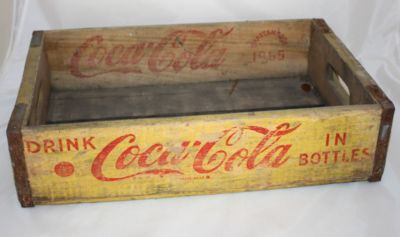 Coca-Cola
1965
DRINK Coca-Cola IN BOTTLES